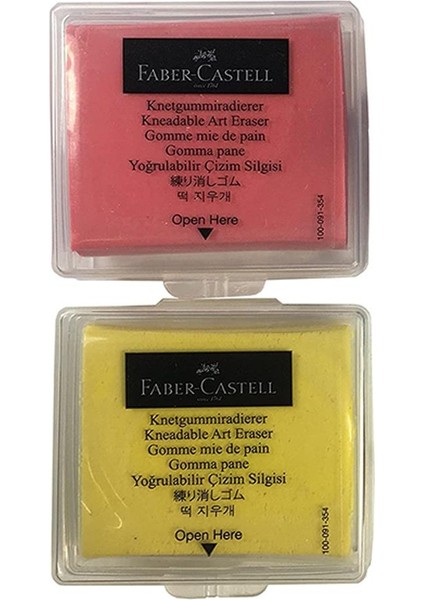 FABER-CASTELL
since 1761
Knetgummiradierer
Kneadable Art Eraser
Gomme mie de pain
Gomma pane
Yoğrulabilir Çizim Silgisi
練り消しゴム
떡 지우개
Open Here
100-091-354
FABER-CASTELL
since 1761
Knetgummiradierer
Kneadable Art Eraser
Gomme mie de pain
Gomma pane
Yoğrulabilir Çizim Silgisi
練り消しゴム
떡 지우개
Open Here
100-091-354